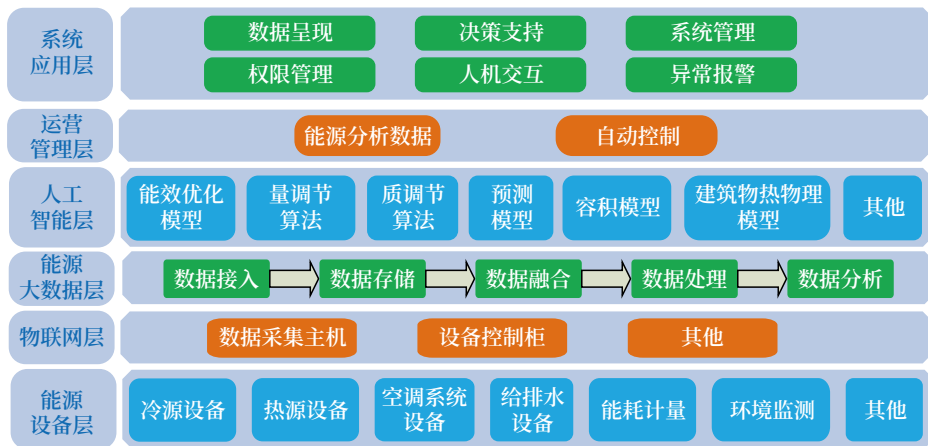 系统
应用层
数据呈现
决策支持
系统管理
权限管理
人机交互
异常报警
运营
管理层
能源分析数据
自动控制
人工
智能层
能效优化
模型
量调节
算法
质调节
算法
预测
模型
容积模型
建筑物热物理
模型
其他
能源
大数据层
数据接入
数据存储
数据融合
数据处理
数据分析
物联网层
数据采集主机
设备控制柜
其他
能源
设备层
冷源设备
热源设备
空调系统
设备
给排水
设备
能耗计量
环境监测
其他